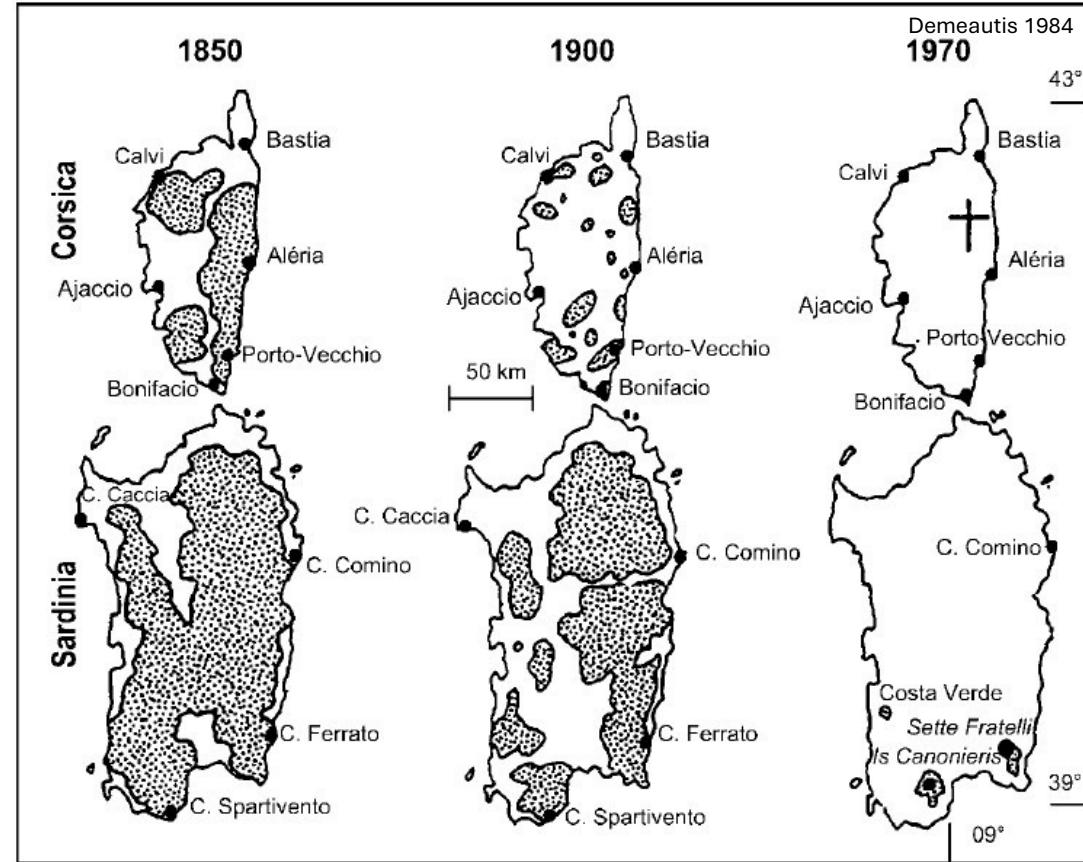 Demeautis 1984
1850
1900
1970
43°
Corsica
Bastia
Calvi
Aléria
Ajaccio
Porto-Vecchio
Bonifacio
Bastia
Calvi
Aléria
Ajaccio
Porto-Vecchio
50 km
Bonifacio
Bastia
Calvi
Aléria
Ajaccio
Porto-Vecchio
Bonifacio
Sardinia
C. Caccia
C. Comino
C. Ferrato
C. Spartivento
C. Caccia
C. Comino
C. Ferrato
C. Spartivento
C. Comino
Costa Verde
Sette Fratelli
Is Canonieris
39°
09°